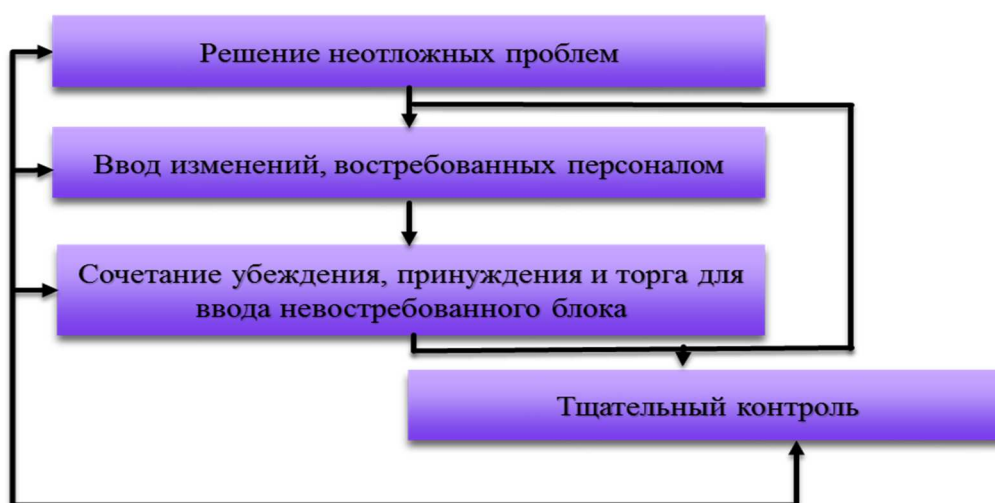 Решение неотложных проблем
Ввод изменений, востребованных персоналом
Сочетание убеждения, принуждения и торга для
ввода невостребованного блока
Тщательный контроль